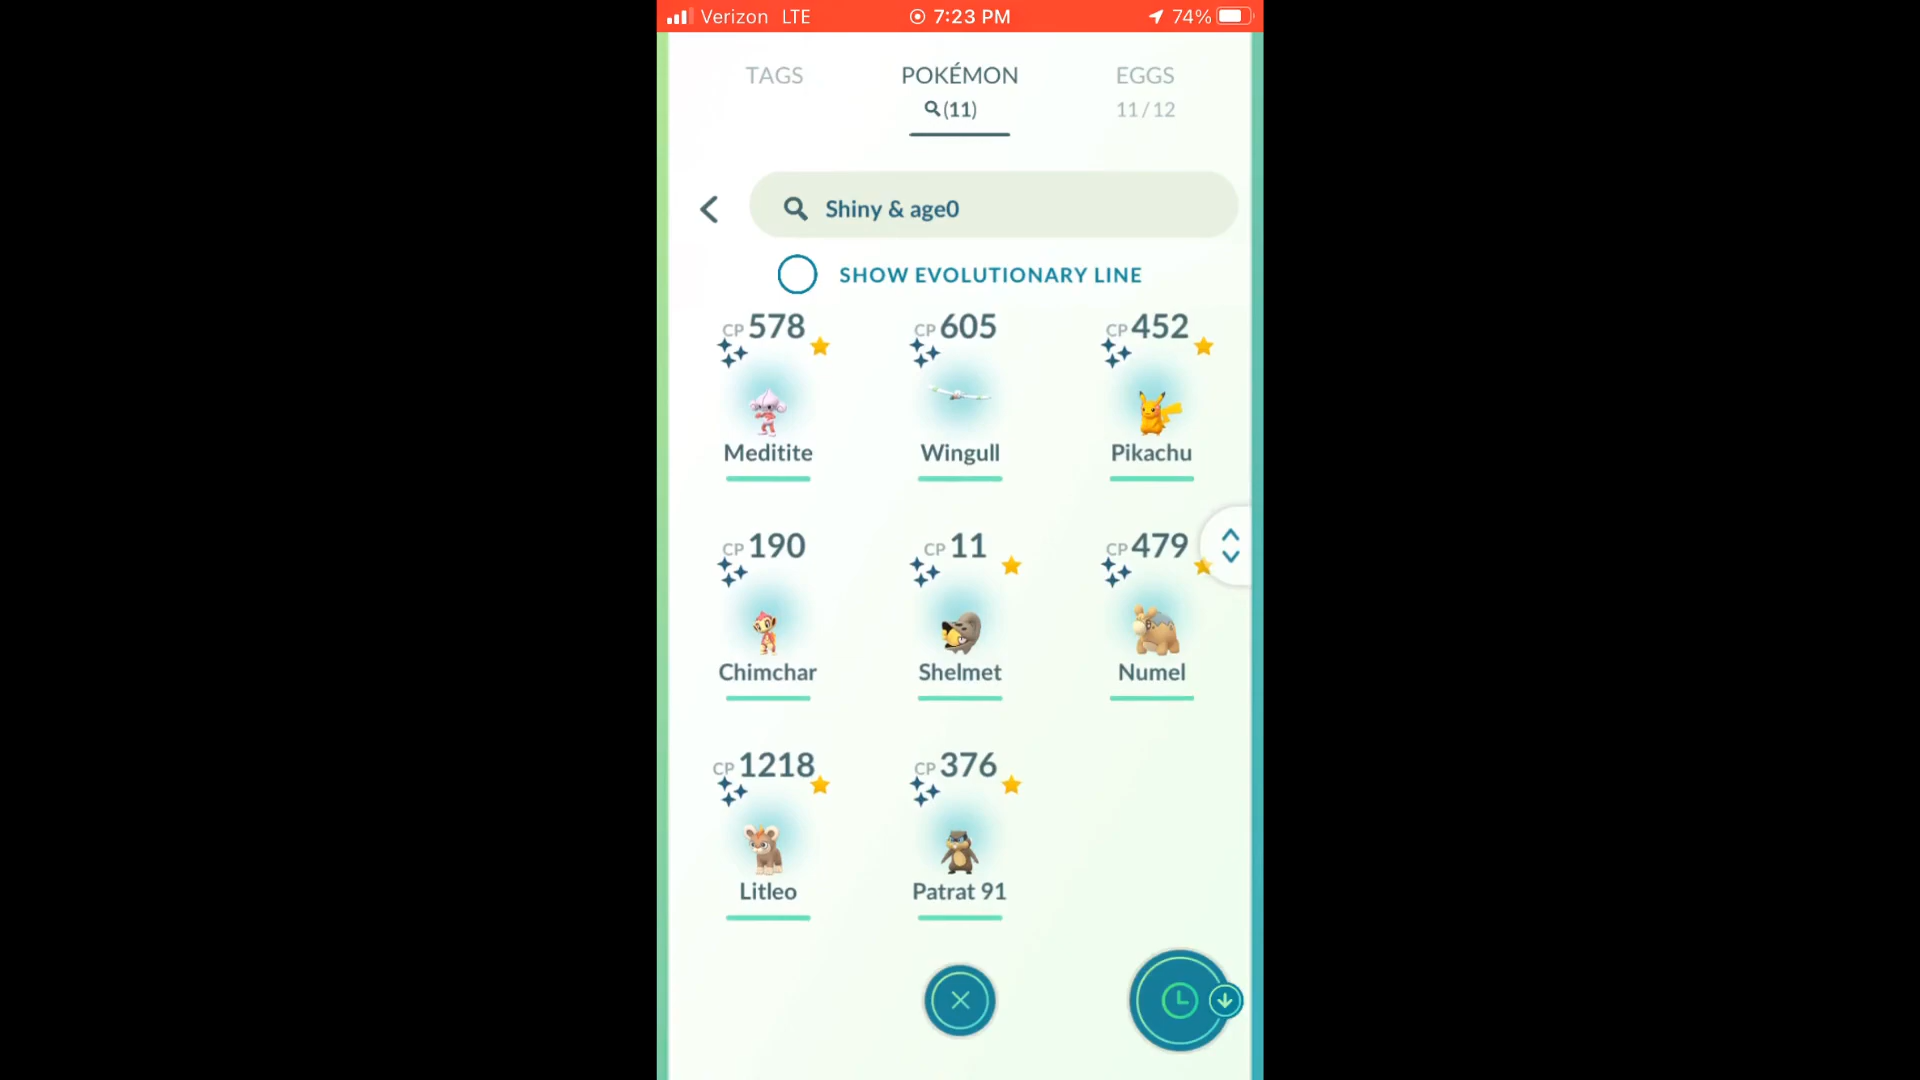 Verizon LTE 7:23 PM 74%
TAGS POKÉMON EGGS
(11) 11/12
Shiny & age0
SHOW EVOLUTIONARY LINE
CP 578 CP 605 CP 452
Meditite Wingull Pikachu
CP 190 CP 11 CP 479
Chimchar Shelmet Numel
CP 1218 CP 376
Litleo Patrat 91